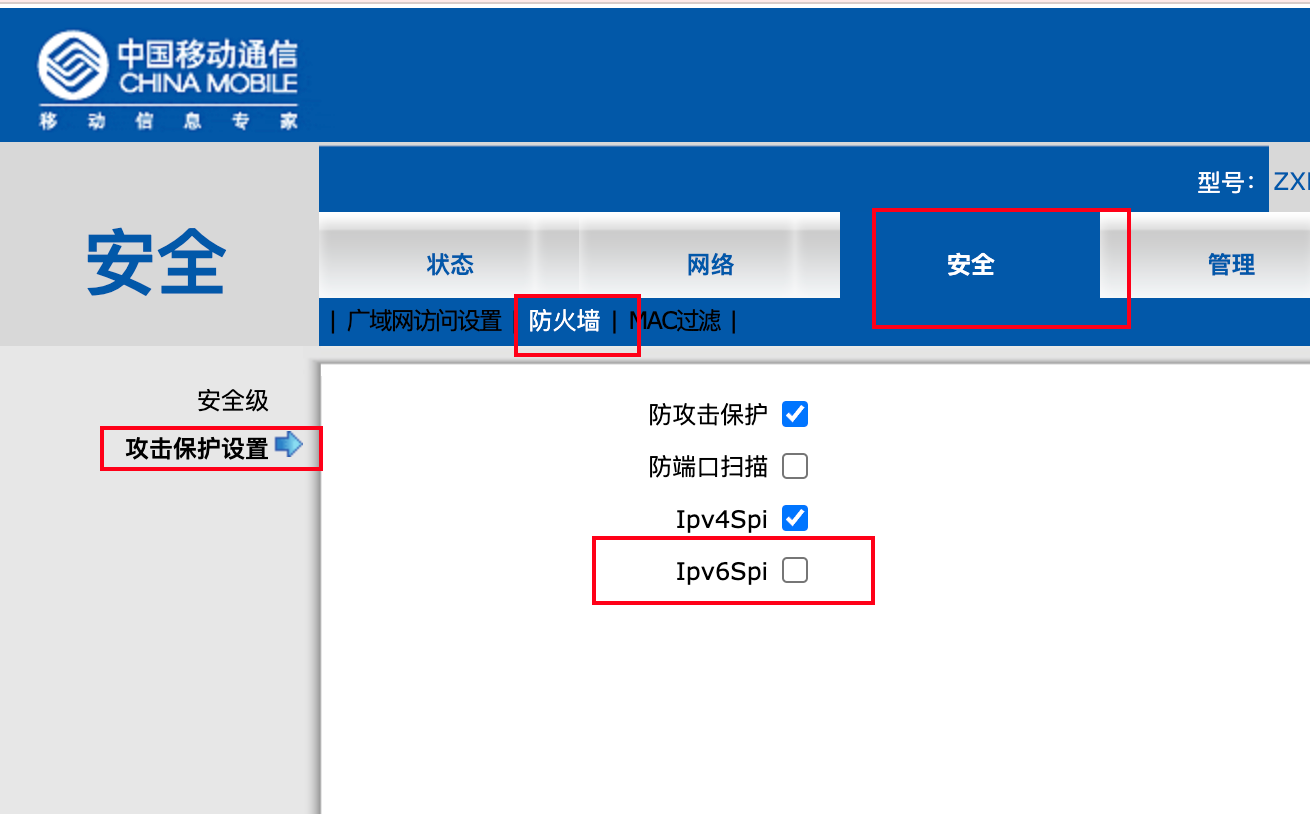 中国移动通信
CHINA MOBILE
移动信息专家
型号: ZX
安全
状态 网络 安全 管理
| 广域网访问设置 | 防火墙 | MAC过滤 |
安全级
攻击保护设置
防攻击保护
防端口扫描
Ipv4Spi
Ipv6Spi